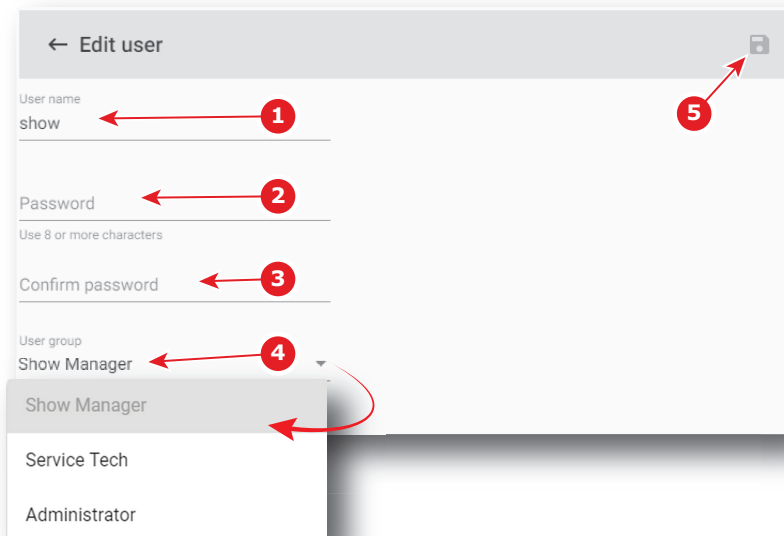 ← Edit user
5
User name
show
1
Password
2
Use 8 or more characters
Confirm password
3
User group
Show Manager
4
Show Manager
Service Tech
Administrator